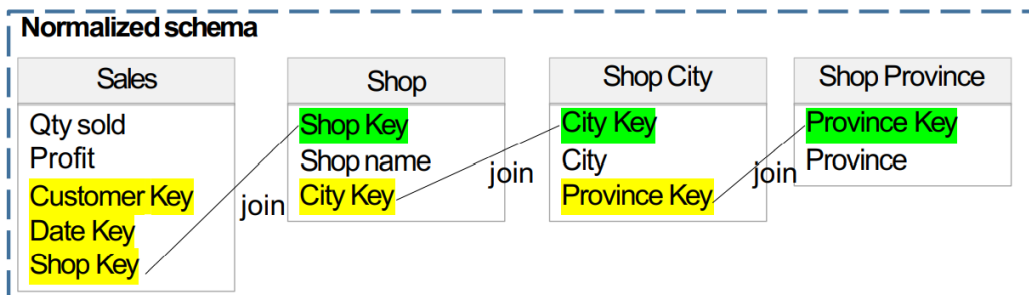 Normalized schema
Sales
Qty sold
Profit
Customer Key
Date Key
Shop Key
join
Shop
Shop Key
Shop name
City Key
join
Shop City
City Key
City
Province Key
join
Shop Province
Province Key
Province